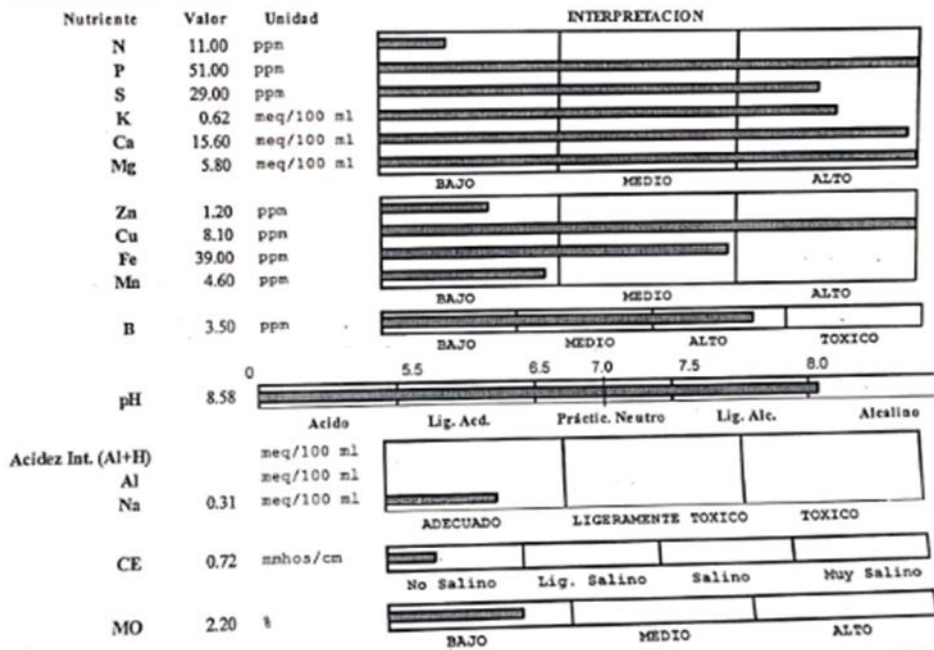 Nutriente Valor Unidad INTERPRETACION
N 11.00 ppm
P 51.00 ppm
S 29.00 ppm
K 0.62 meq/100 ml
Ca 15.60 meq/100 ml
Mg 5.80 meq/100 ml
BAJO MEDIO ALTO
Zn 1.20 ppm
Cu 8.10 ppm
Fe 39.00 ppm
Mn 4.60 ppm
BAJO MEDIO ALTO
B 3.50 ppm
BAJO MEDIO ALTO TOXICO
0 5.5 6.5 7.0 7.5 8.0
pH 8.58
Acido Lig. Acd. Práctic. Neutro Lig. Alc. Alcalino
Acidez Int. (Al+H) meq/100 ml
Al meq/100 ml
Na 0.31 meq/100 ml
ADECUADO LIGERAMENTE TOXICO TOXICO
CE 0.72 mmhos/cm
No Salino Lig. Salino Salino Muy Salino
MO 2.20 %
BAJO MEDIO ALTO